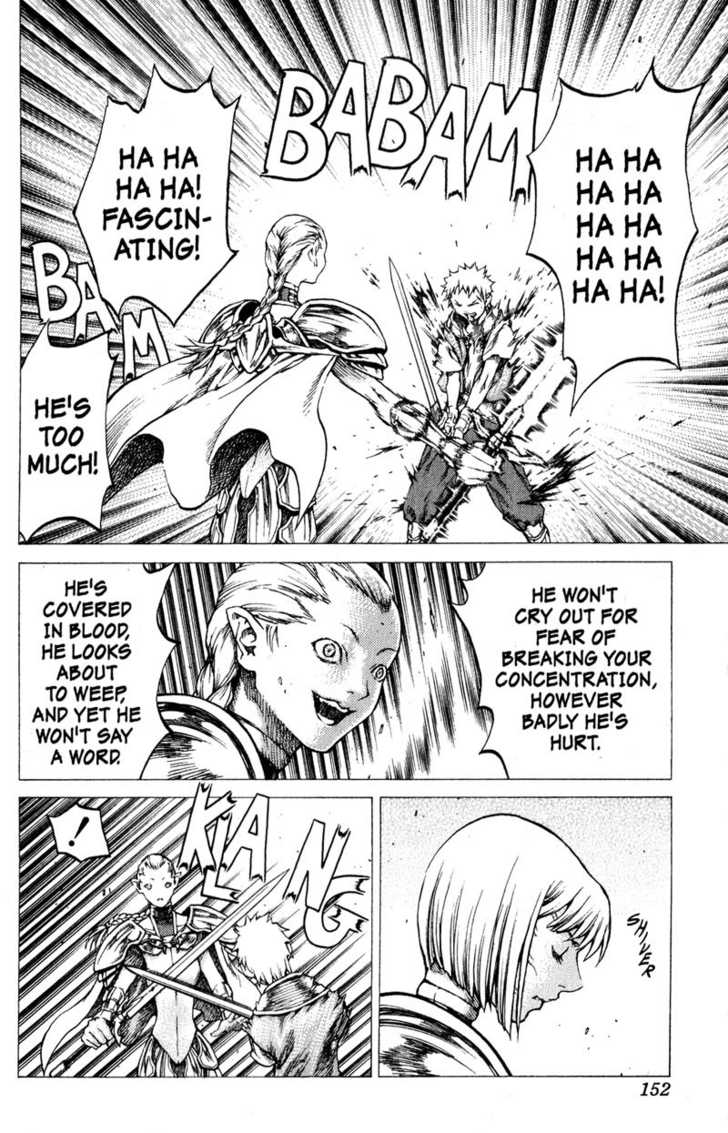 BABAM
HA HA
HA HA
HA HA
HA HA
HA HA!
HA HA
HA HA!
FASCIN-
ATING!
BAM
HE'S
TOO
MUCH!
HE WON'T
CRY OUT FOR
FEAR OF
BREAKING YOUR
CONCENTRATION,
HOWEVER
BADLY HE'S
HURT.
HE'S
COVERED
IN BLOOD,
HE LOOKS
ABOUT
TO WEEP,
AND YET HE
WON'T SAY
A WORD.
SHIVER
KLANG
!
152